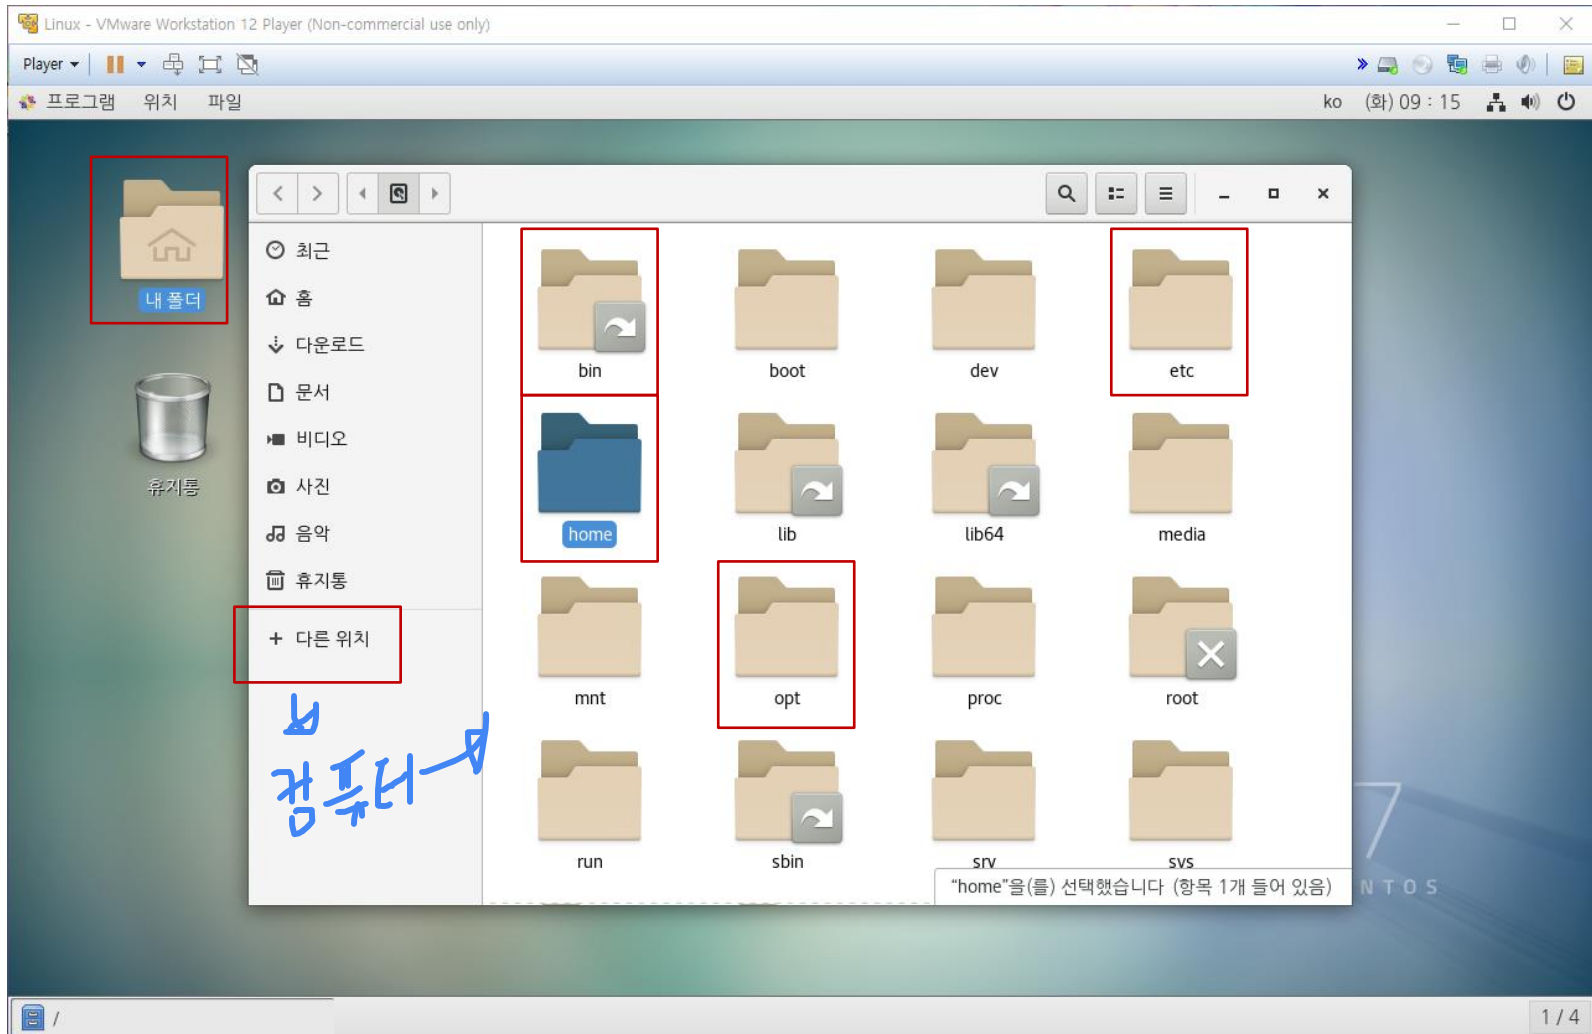 Linux - VMware Workstation 12 Player (Non-commercial use only)
Player
프로그램 위치 파일
ko (화) 09 : 15
내 폴더
휴지통
최근
홈
다운로드
문서
비디오
사진
음악
휴지통
+ 다른 위치
컴퓨터
bin boot dev etc
home lib lib64 media
mnt opt proc root
run sbin srv sys
“home”을(를) 선택했습니다 (항목 1개 들어 있음)
7
NTOS
/
1 / 4